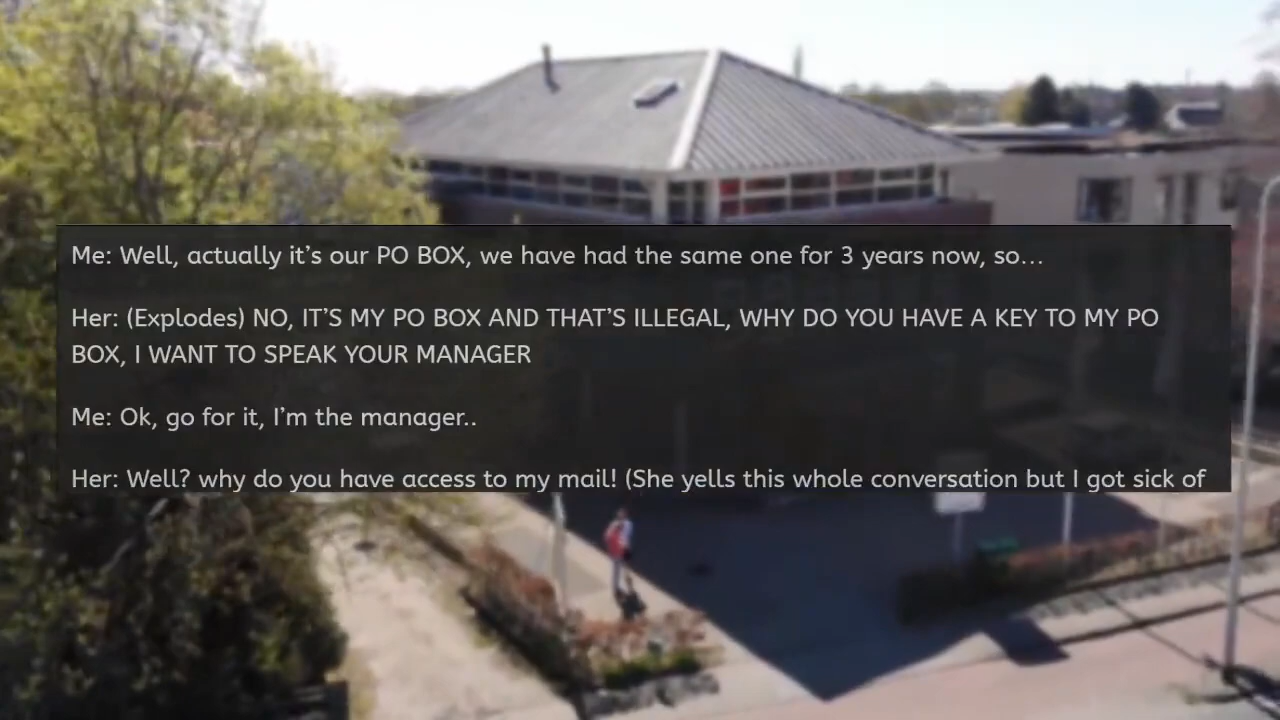 Me: Well, actually it’s our PO BOX, we have had the same one for 3 years now, so…
Her: (Explodes) NO, IT’S MY PO BOX AND THAT’S ILLEGAL, WHY DO YOU HAVE A KEY TO MY PO
BOX, I WANT TO SPEAK YOUR MANAGER
Me: Ok, go for it, I’m the manager..
Her: Well? why do you have access to my mail! (She yells this whole conversation but I got sick of